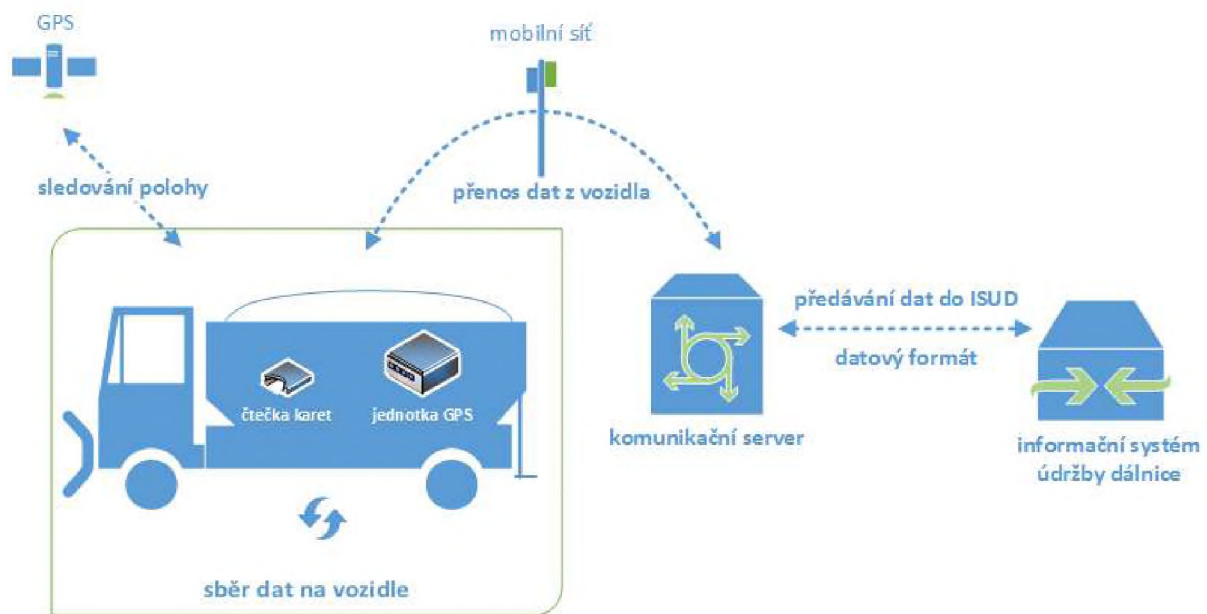 GPS
mobilní síť
sledování polohy
přenos dat z vozidla
čtečka karet
jednotka GPS
sběr dat na vozidle
komunikační server
předávání dat do ISUD
datový formát
informační systém
údržby dálnice